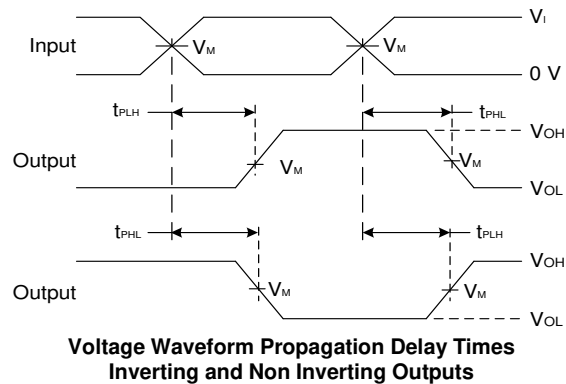 VI
Input VM VM
0 V
tPLH tPHL
VOH
Output VM VM
VOL
tPHL tPLH
VOH
Output VM VM
VOL
Voltage Waveform Propagation Delay Times
Inverting and Non Inverting Outputs